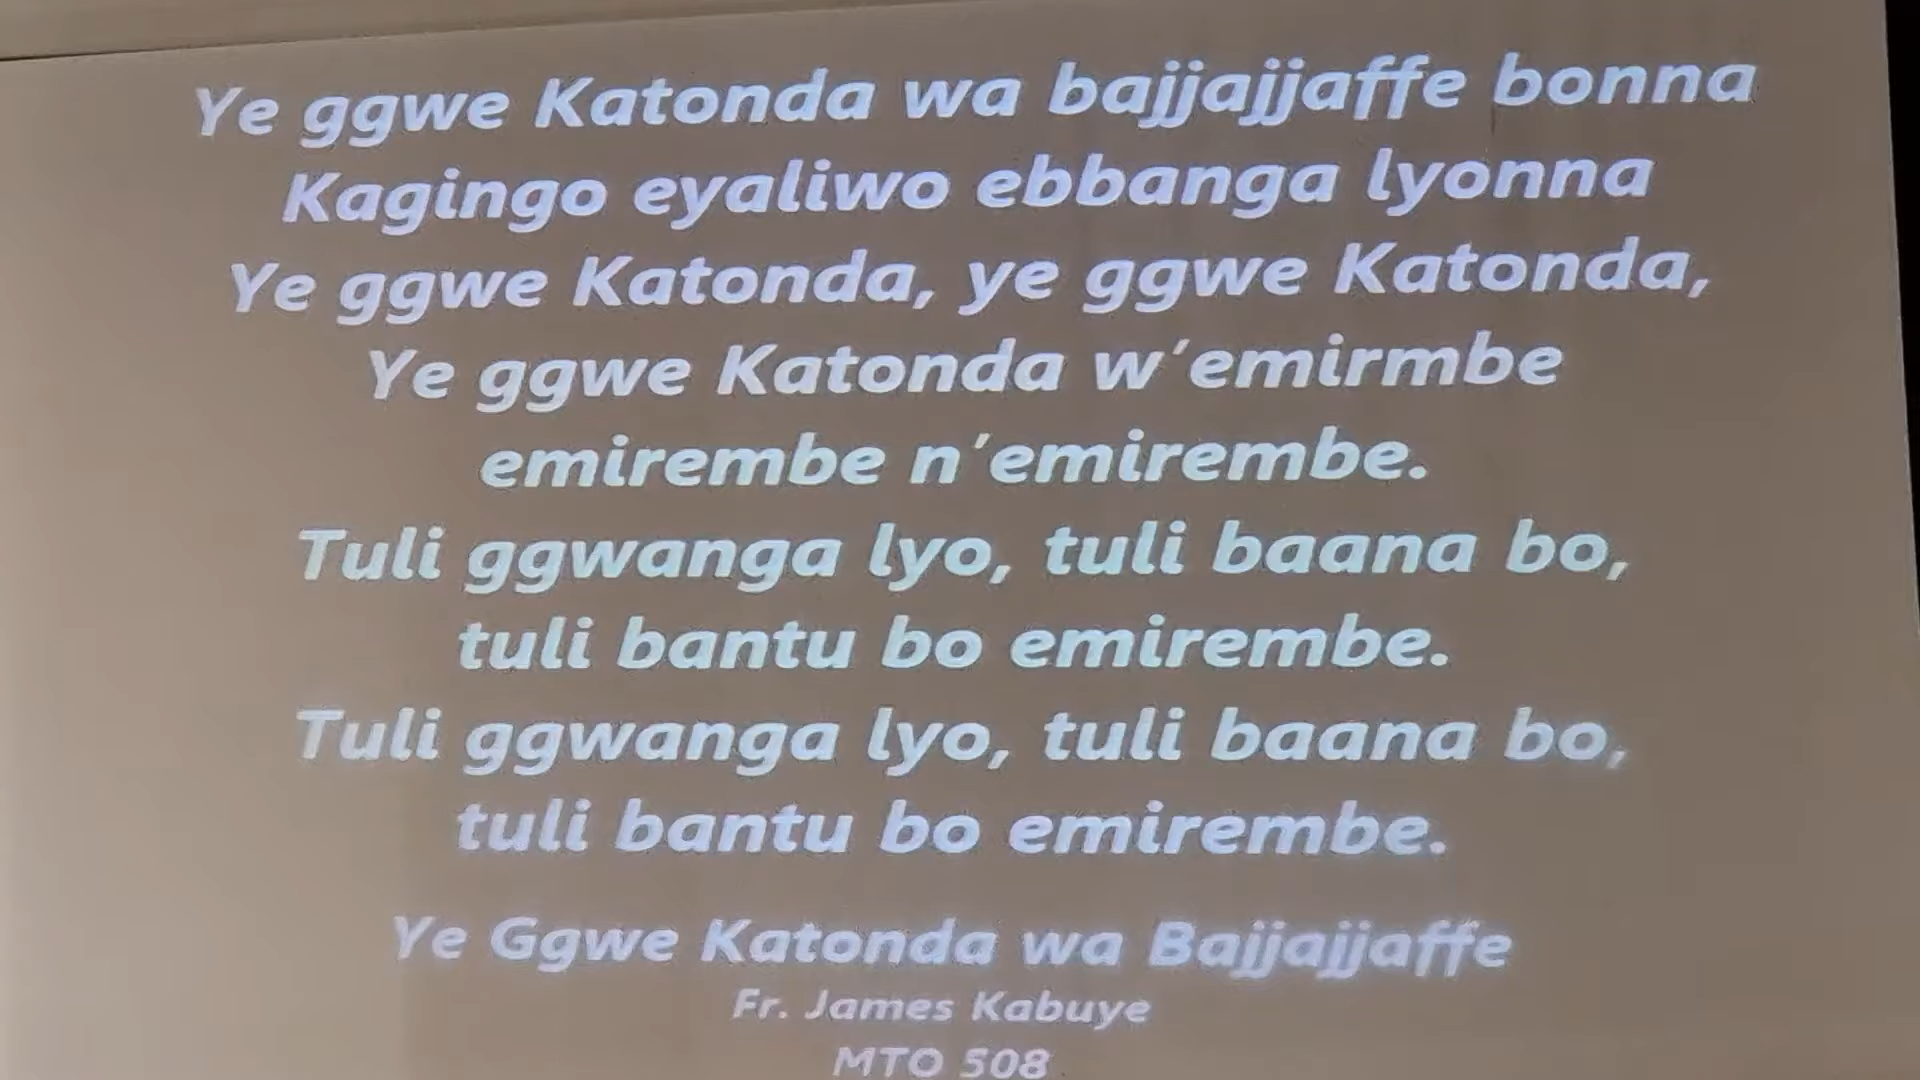 Ye ggwe Katonda wa bajjajjaffe bonna
Kagingo eyaliwo ebbanga lyonna
Ye ggwe Katonda, ye ggwe Katonda,
Ye ggwe Katonda w'emirmbe
emirembe n'emirembe.
Tuli ggwanga lyo, tuli baana bo,
tuli bantu bo emirembe.
Tuli ggwanga lyo, tuli baana bo,
tuli bantu bo emirembe.
Ye Ggwe Katonda wa Bajjajjaffe
Fr. James Kabuye
MTO 508